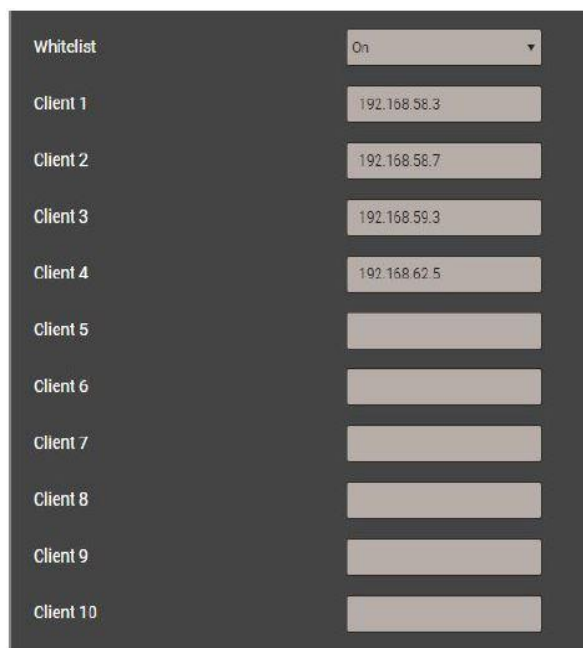 Whitelist On
Client 1 192.168.58.3
Client 2 192.168.58.7
Client 3 192.168.59.3
Client 4 192.168.62.5
Client 5
Client 6
Client 7
Client 8
Client 9
Client 10